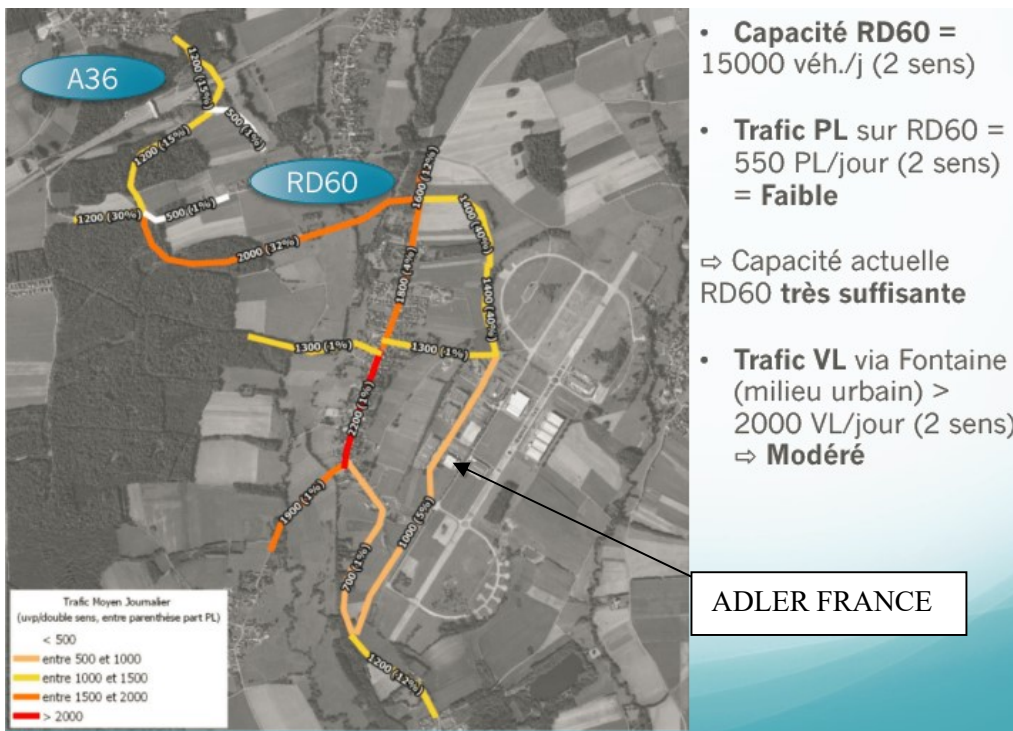 A36
RD60
1200 (15%)
500 (1%)
1200 (15%)
1200 (30%)
500 (1%)
2000 (32%)
1600 (12%)
1400 (40%)
1800 (4%)
1400 (40%)
1300 (1%)
1300 (1%)
2200 (1%)
1900 (1%)
700 (1%)
1000 (5%)
1200 (12%)
Trafic Moyen Journalier
(uvp/double sens, entre parenthèse part PL)
< 500
entre 500 et 1000
entre 1000 et 1500
entre 1500 et 2000
> 2000
• Capacité RD60 =
15000 véh./j (2 sens)
• Trafic PL sur RD60 =
550 PL/jour (2 sens)
= Faible
⇨ Capacité actuelle
RD60 très suffisante
• Trafic VL via Fontaine
(milieu urbain) >
2000 VL/jour (2 sens)
⇨ Modéré
ADLER FRANCE